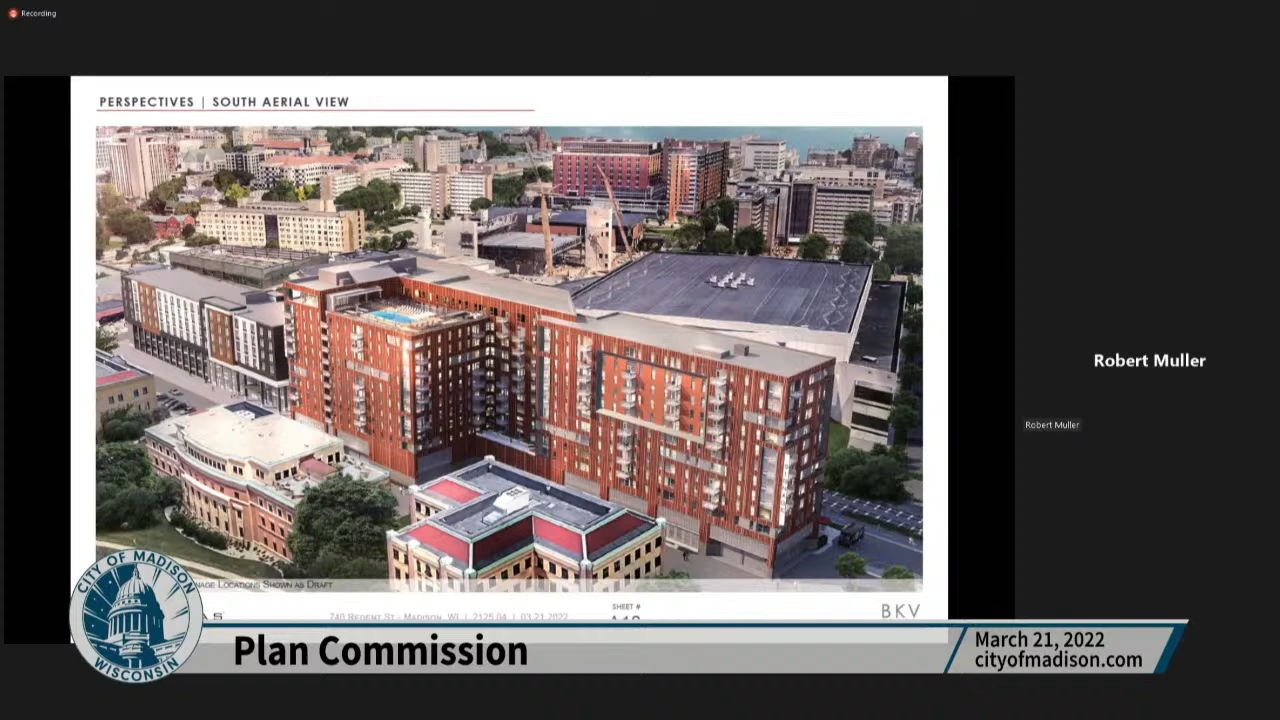 Recording
PERSPECTIVES | SOUTH AERIAL VIEW
Robert Muller
Robert Muller
NAGE LOCATIONS SHOWN AS DRAFT
SHEET #
740 REGENT ST - MADISON, WI | 2125.04 | 03.21.2022
BKV
CITY OF MADISON
WISCONSIN
Plan Commission
March 21, 2022
cityofmadison.com